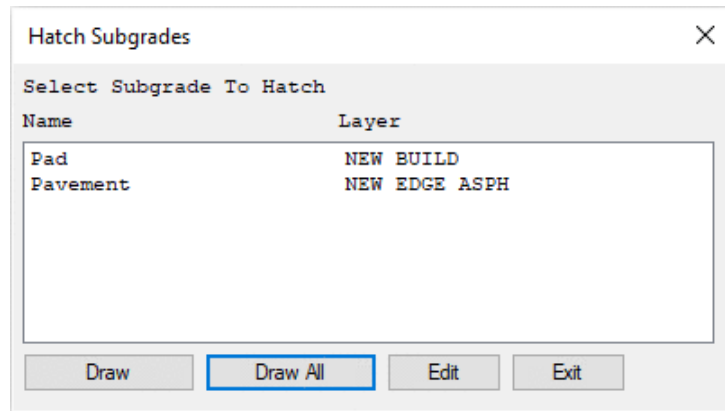 Hatch Subgrades
Select Subgrade To Hatch
Name Layer
Pad NEW BUILD
Pavement NEW EDGE ASPH
Draw Draw All Edit Exit